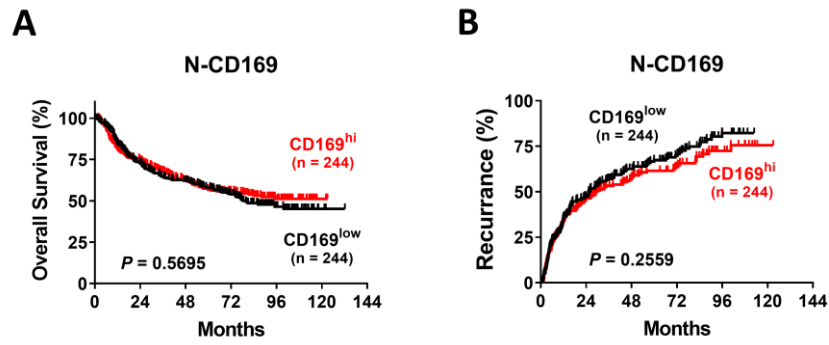 A
N-CD169
Overall Survival (%)
100
75
50
25
0
CD169hi
(n = 244)
CD169low
(n = 244)
P = 0.5695
0 24 48 72 96 120 144
Months
B
N-CD169
Recurrance (%)
100
75
50
25
0
CD169low
(n = 244)
CD169hi
(n = 244)
P = 0.2559
0 24 48 72 96 120 144
Months